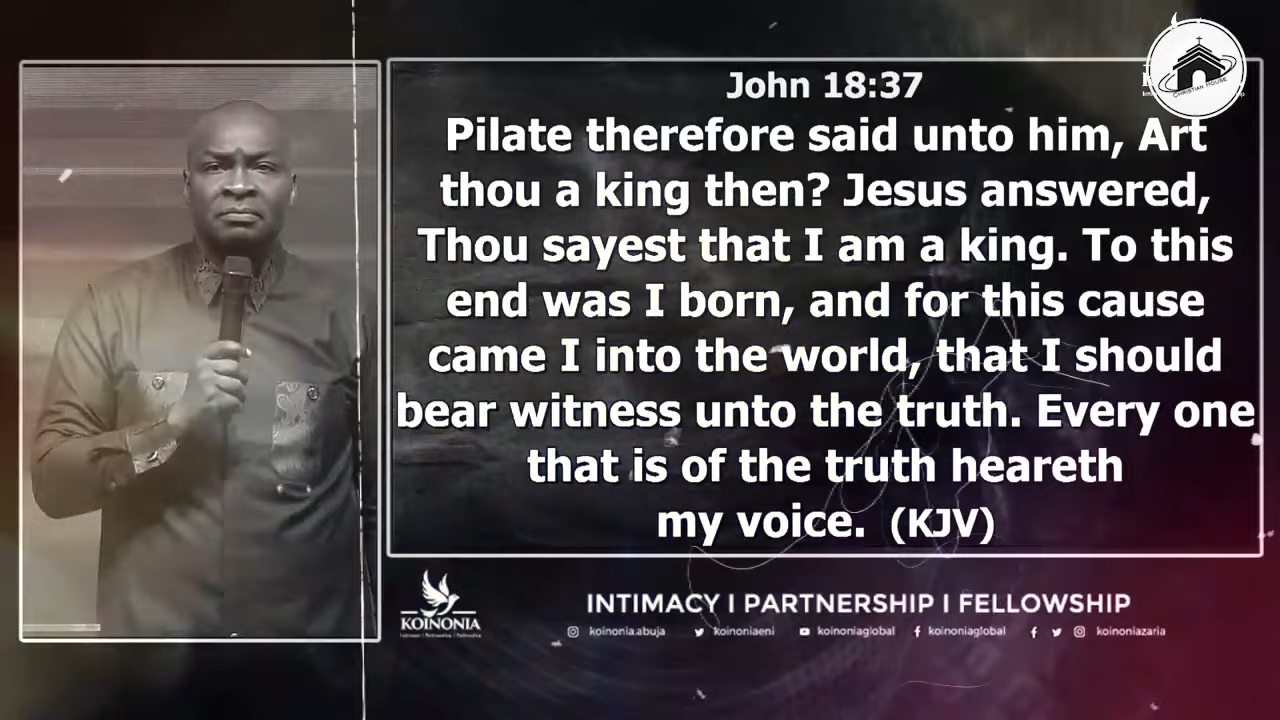 John 18:37
Pilate therefore said unto him, Art
thou a king then? Jesus answered,
Thou sayest that I am a king. To this
end was I born, and for this cause
came I into the world, that I should
bear witness unto the truth. Every one
that is of the truth heareth
my voice. (KJV)
CHRISTIAN HOUSE
KOINONIA
INTIMACY I PARTNERSHIP I FELLOWSHIP
koinonia.abuja koinoniaeni koinoniaglobal koinoniaglobal koinoniazaria